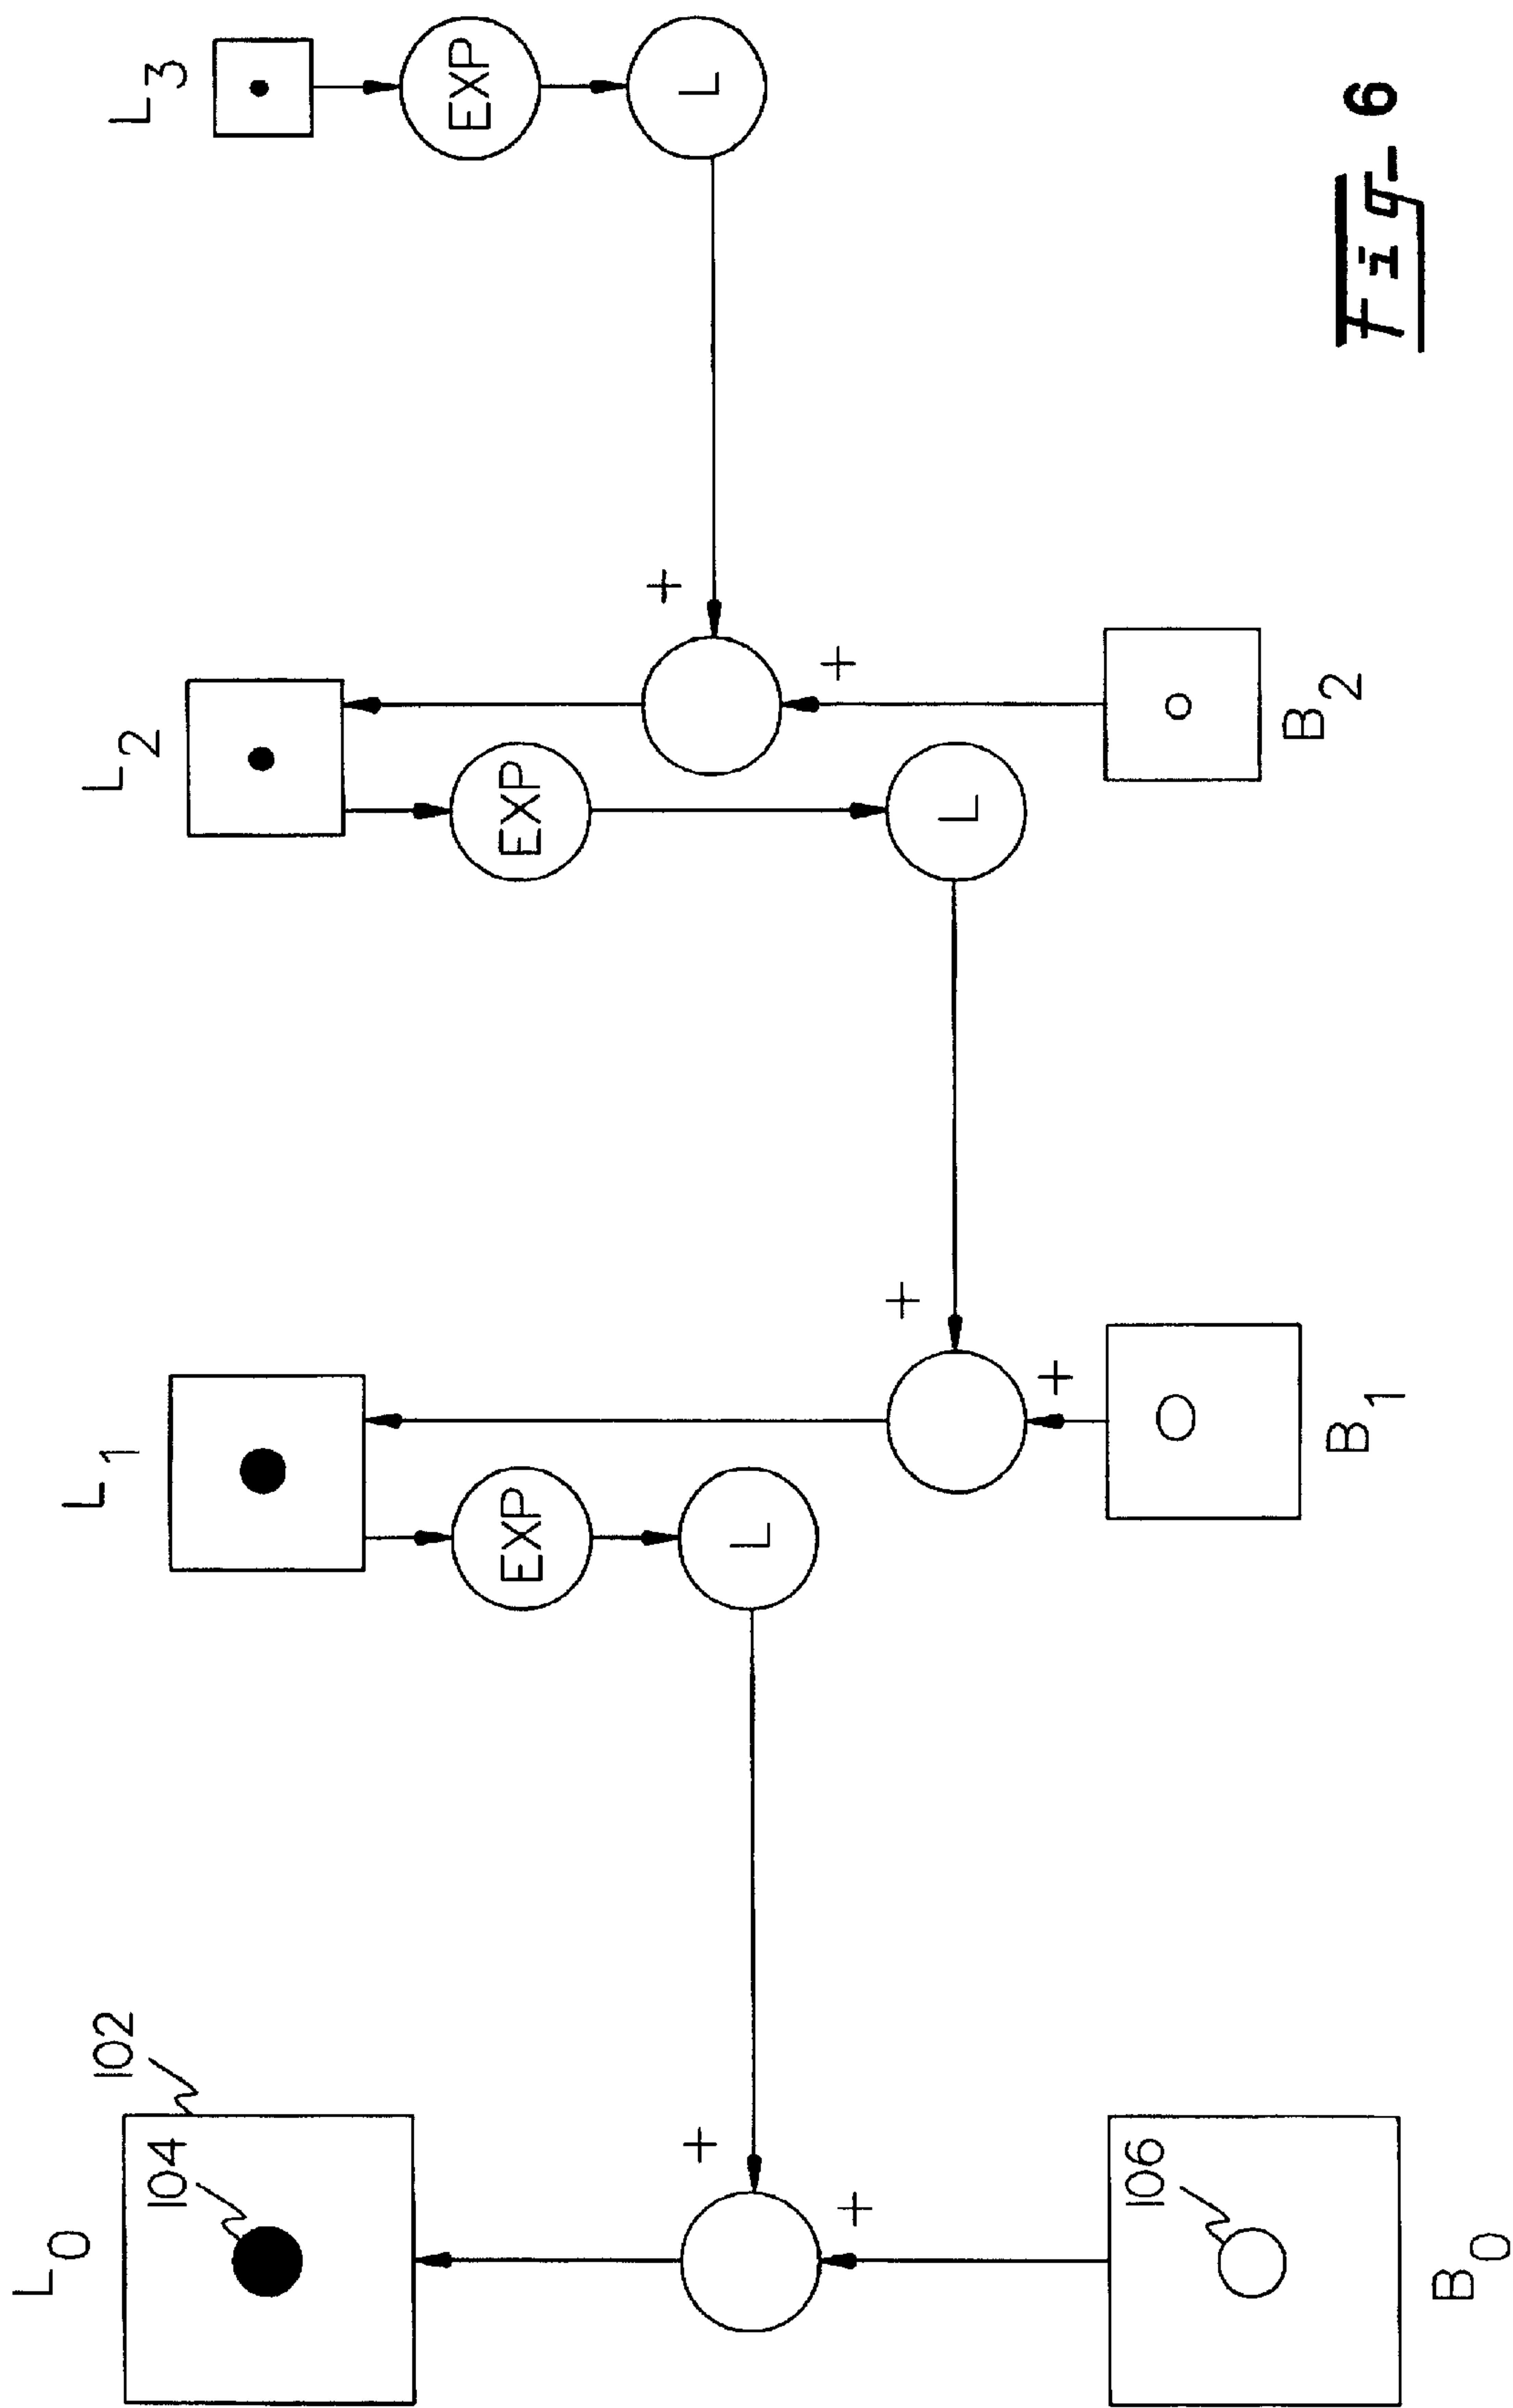 L0 L1 L2 L3
102
104
EXP EXP EXP
L L L
+ + +
+ + +
106
B0 B1 B2
Fig-6